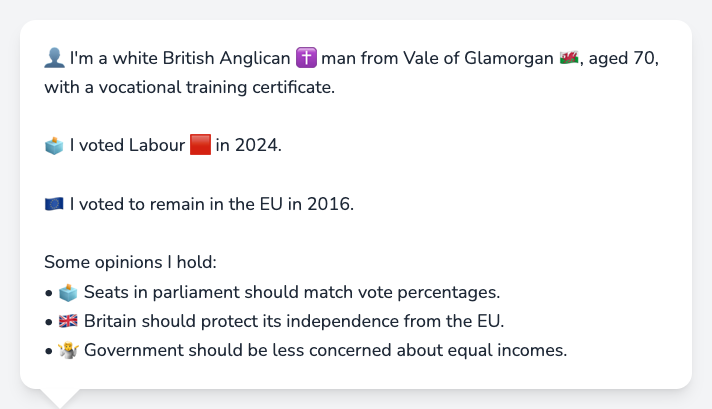 👤 I'm a white British Anglican ✝️ man from Vale of Glamorgan 🏴󠁧󠁢󠁷󠁬󠁳󠁿, aged 70,
with a vocational training certificate.
🗳️ I voted Labour 🟥 in 2024.
🇪🇺 I voted to remain in the EU in 2016.
Some opinions I hold:
• 🗳️ Seats in parliament should match vote percentages.
• 🇬🇧 Britain should protect its independence from the EU.
• 🤷 Government should be less concerned about equal incomes.